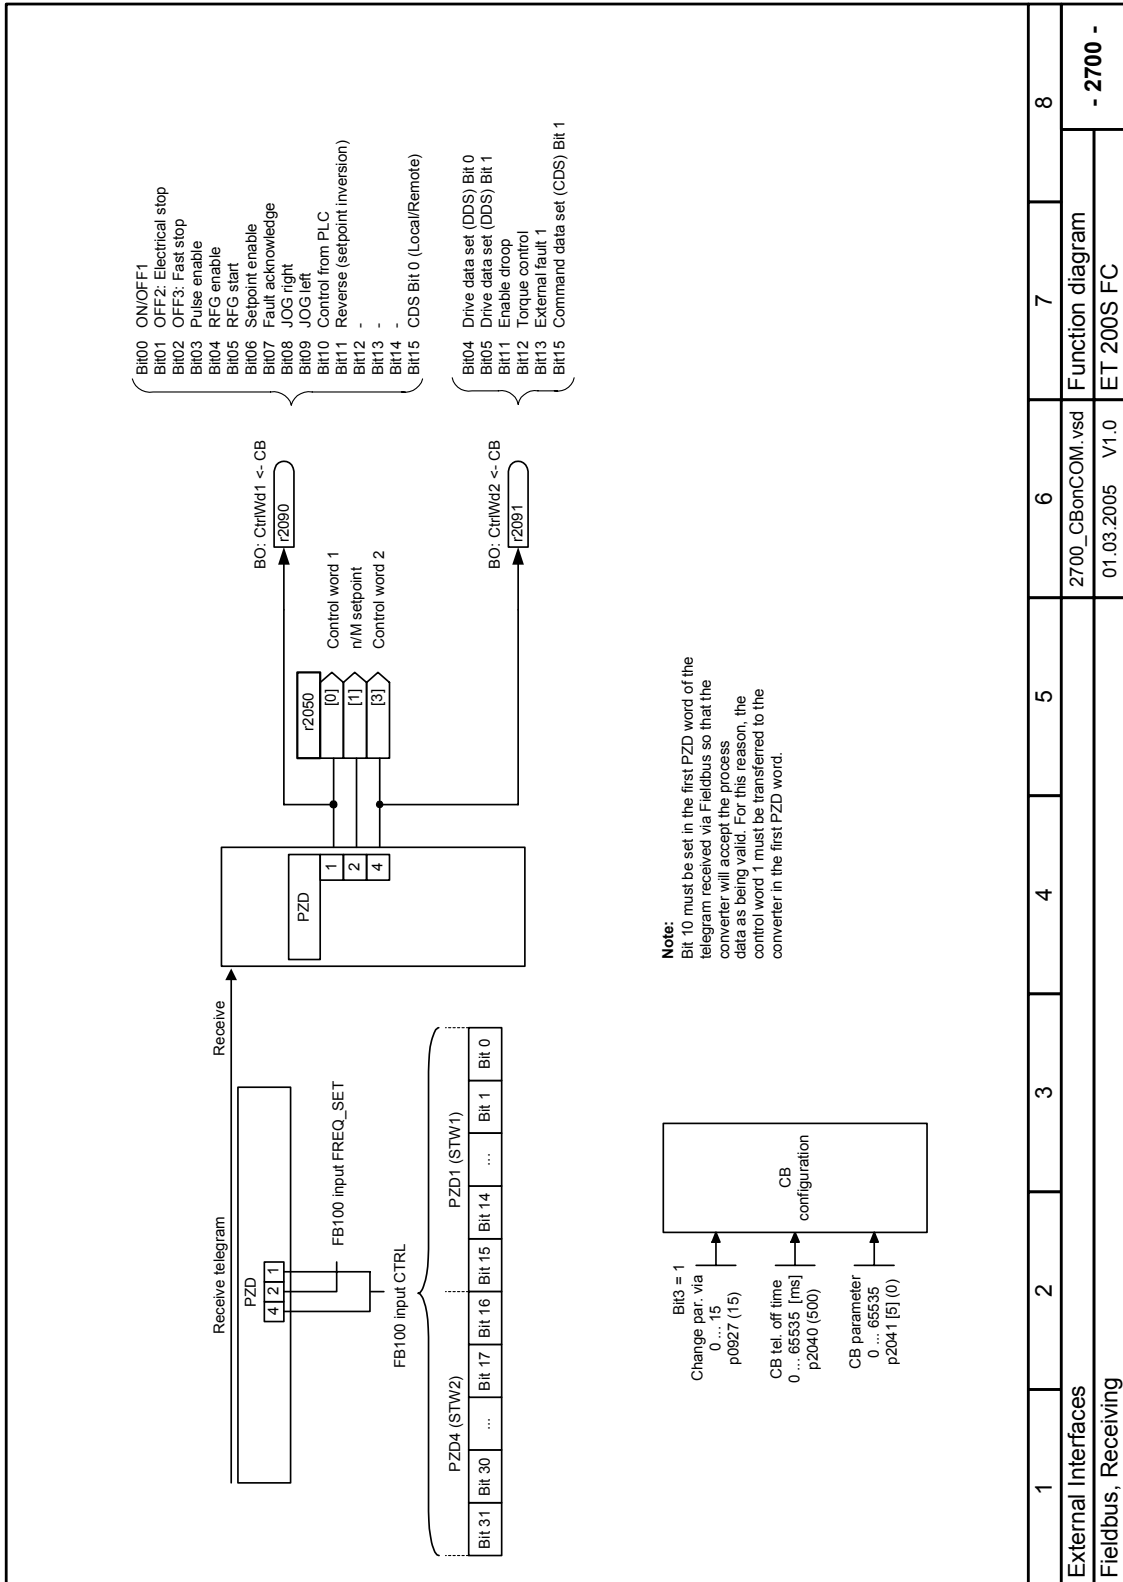 Receive telegram
Receive
PZD
4 2 1
FB100 input FREQ_SET
FB100 input CTRL
PZD4 (STW2)
PZD1 (STW1)
Bit 31 Bit 30 ... Bit 17 Bit 16 Bit 15 Bit 14 ... Bit 1 Bit 0
PZD
1
2
4
r2050
[0]
[1]
[3]
Control word 1
n/M setpoint
Control word 2
BO: CtrlWd1 <- CB
r2090
BO: CtrlWd2 <- CB
r2091
Bit00 ON/OFF1
Bit01 OFF2: Electrical stop
Bit02 OFF3: Fast stop
Bit03 Pulse enable
Bit04 RFG enable
Bit05 RFG start
Bit06 Setpoint enable
Bit07 Fault acknowledge
Bit08 JOG right
Bit09 JOG left
Bit10 Control from PLC
Bit11 Reverse (setpoint inversion)
Bit12 -
Bit13 -
Bit14 -
Bit15 CDS Bit 0 (Local/Remote)
Bit04 Drive data set (DDS) Bit 0
Bit05 Drive data set (DDS) Bit 1
Bit11 Enable droop
Bit12 Torque control
Bit13 External fault 1
Bit15 Command data set (CDS) Bit 1
Bit3 = 1
Change par. via
0 ... 15
p0927 (15)
CB tel. off time
0 ... 65535 [ms]
p2040 (500)
CB parameter
0 ... 65535
p2041 [5] (0)
CB
configuration
Note:
Bit 10 must be set in the first PZD word of the
telegram received via Fieldbus so that the
converter will accept the process
data as being valid. For this reason, the
control word 1 must be transferred to the
converter in the first PZD word.
1 2 3 4 5 6 7 8
External Interfaces
2700_CBonCOM.vsd
Function diagram
- 2700 -
Fieldbus, Receiving
01.03.2005 V1.0
ET 200S FC